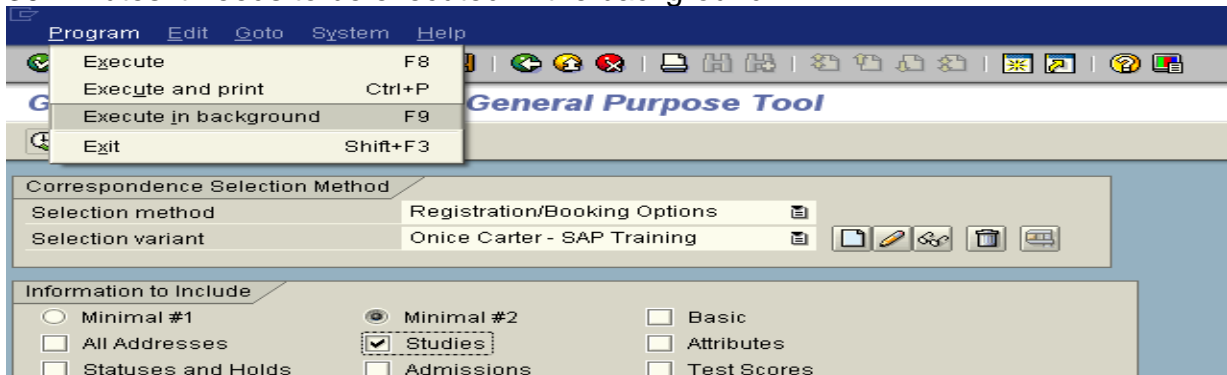 Program Edit Goto System Help
Execute F8
Execute and print Ctrl+P
G General Purpose Tool
Execute in background F9
Exit Shift+F3
Correspondence Selection Method
Selection method Registration/Booking Options
Selection variant Onice Carter - SAP Training
Information to Include
Minimal #1 Minimal #2 Basic
All Addresses Studies Attributes
Statuses and Holds Admissions Test Scores